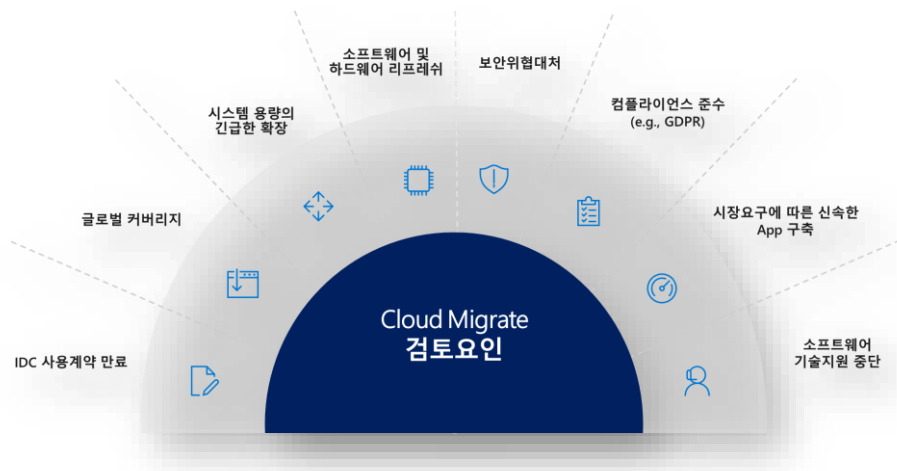 소프트웨어 및
하드웨어 리프레쉬
보안위협대처
시스템 용량의
긴급한 확장
컴플라이언스 준수
(e.g., GDPR)
글로벌 커버리지
시장요구에 따른 신속한
App 구축
Cloud Migrate
검토요인
IDC 사용계약 만료
소프트웨어
기술지원 중단